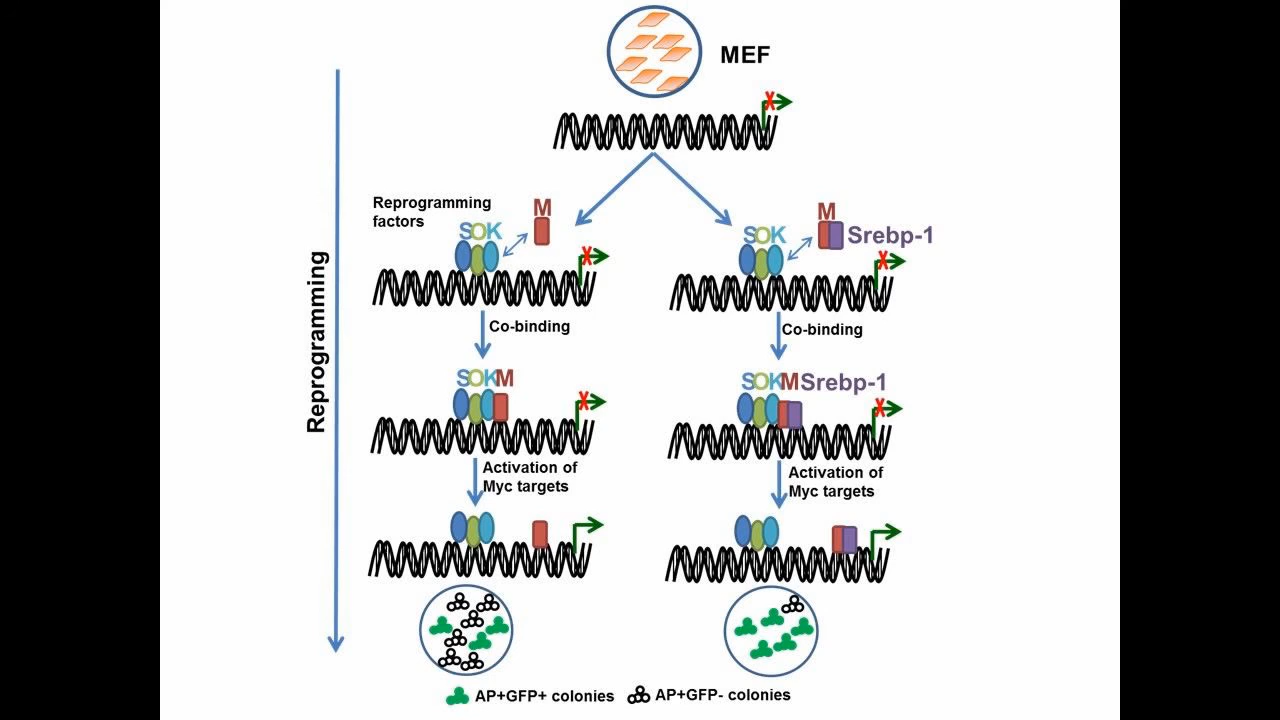 MEF
Reprogramming
Reprogramming
factors
SOK
M
SOK
M
Srebp-1
Co-binding
Co-binding
SOKM
SOKMSrebp-1
Activation of
Myc targets
Activation of
Myc targets
AP+GFP+ colonies
AP+GFP- colonies